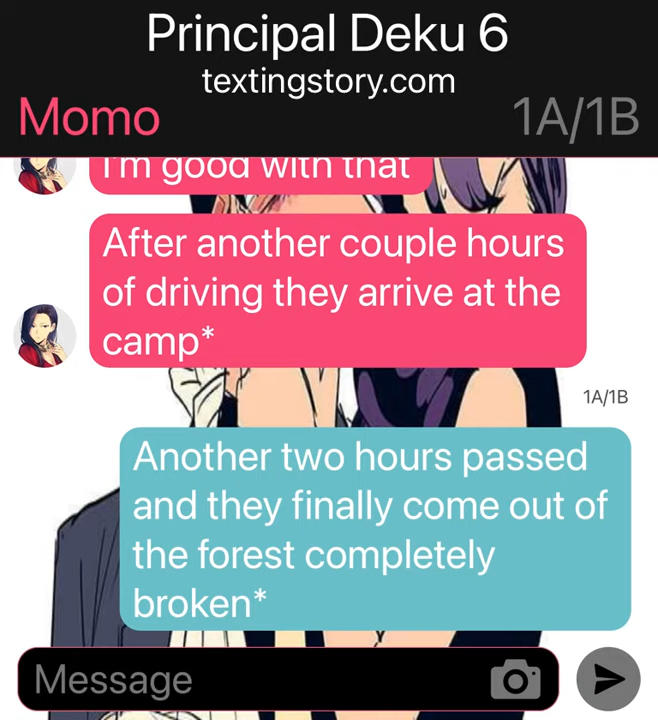 Principal Deku 6
textingstory.com
Momo 1A/1B
I'm good with that
After another couple hours
of driving they arrive at the
camp*
1A/1B
Another two hours passed
and they finally come out of
the forest completely
broken*
Message